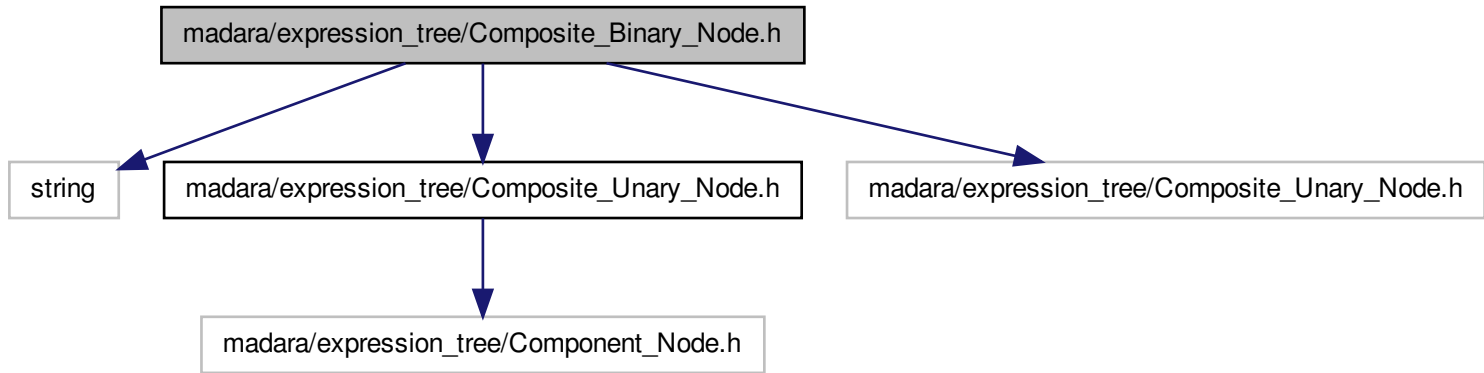 madara/expression_tree/Composite_Binary_Node.h
string
madara/expression_tree/Composite_Unary_Node.h
madara/expression_tree/Composite_Unary_Node.h
madara/expression_tree/Component_Node.h